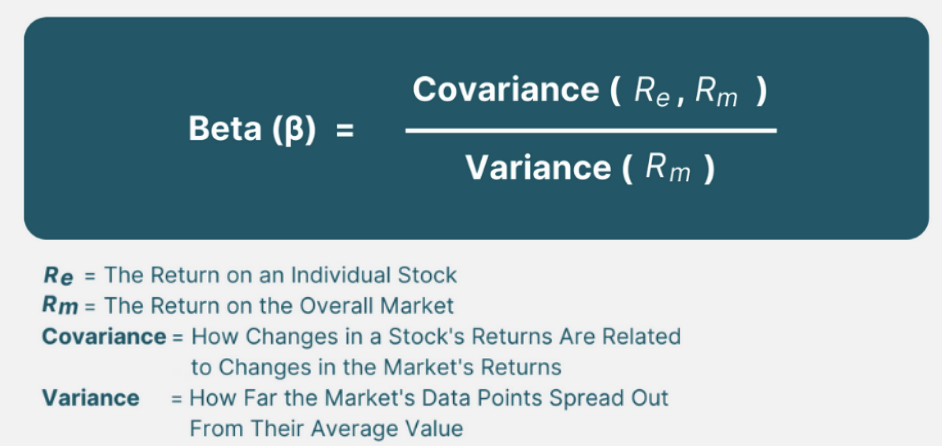 Beta (β) = Covariance ( Re, Rm )
Variance ( Rm )
Re = The Return on an Individual Stock
Rm = The Return on the Overall Market
Covariance = How Changes in a Stock's Returns Are Related
to Changes in the Market's Returns
Variance = How Far the Market's Data Points Spread Out
From Their Average Value